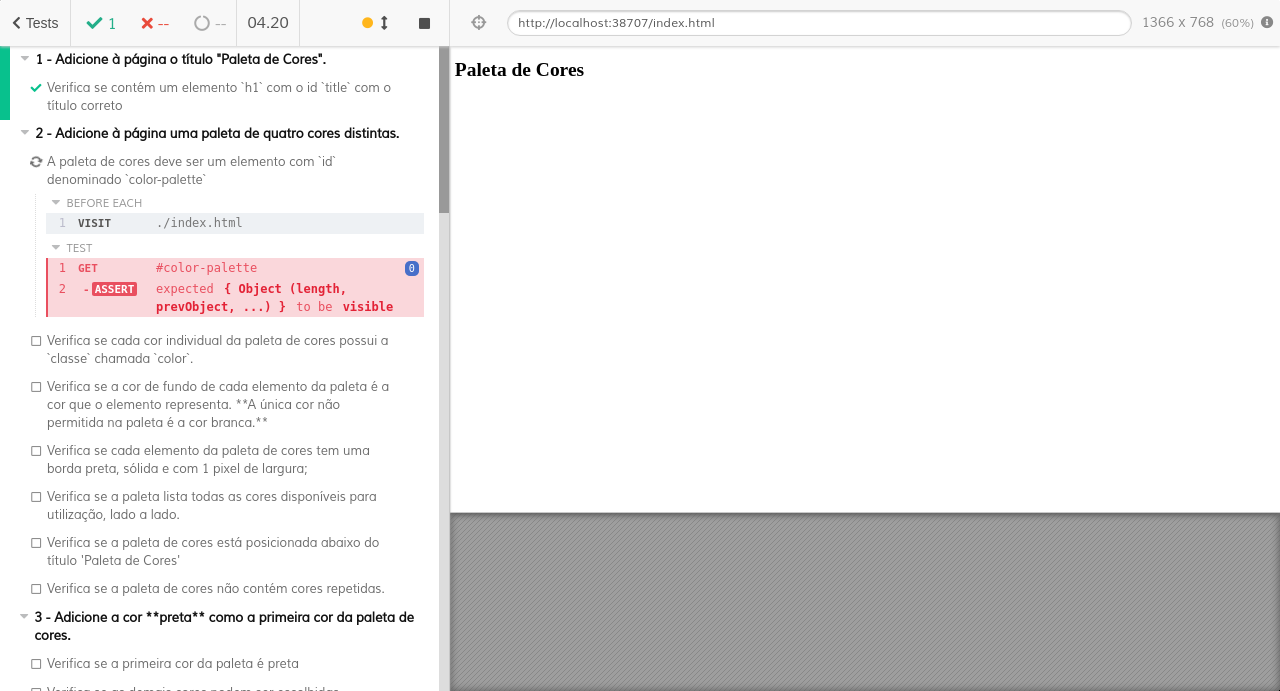 Tests
1
--
--
04.20
http://localhost:38707/index.html
1366 x 768 (60%)
1 - Adicione à página o título "Paleta de Cores".
Verifica se contém um elemento `h1` com o id `title` com o
título correto
2 - Adicione à página uma paleta de quatro cores distintas.
A paleta de cores deve ser um elemento com `id`
denominado `color-palette`
BEFORE EACH
1 VISIT ./index.html
TEST
1 GET #color-palette 0
2 -ASSERT expected { Object (length,
prevObject, ...) } to be visible
Verifica se cada cor individual da paleta de cores possui a
`classe` chamada `color`.
Verifica se a cor de fundo de cada elemento da paleta é a
cor que o elemento representa. **A única cor não
permitida na paleta é a cor branca.**
Verifica se cada elemento da paleta de cores tem uma
borda preta, sólida e com 1 pixel de largura;
Verifica se a paleta lista todas as cores disponíveis para
utilização, lado a lado.
Verifica se a paleta de cores está posicionada abaixo do
título 'Paleta de Cores'
Verifica se a paleta de cores não contém cores repetidas.
3 - Adicione a cor **preta** como a primeira cor da paleta de
cores.
Verifica se a primeira cor da paleta é preta
Verifica se as demais cores podem ser escolhidas
Paleta de Cores